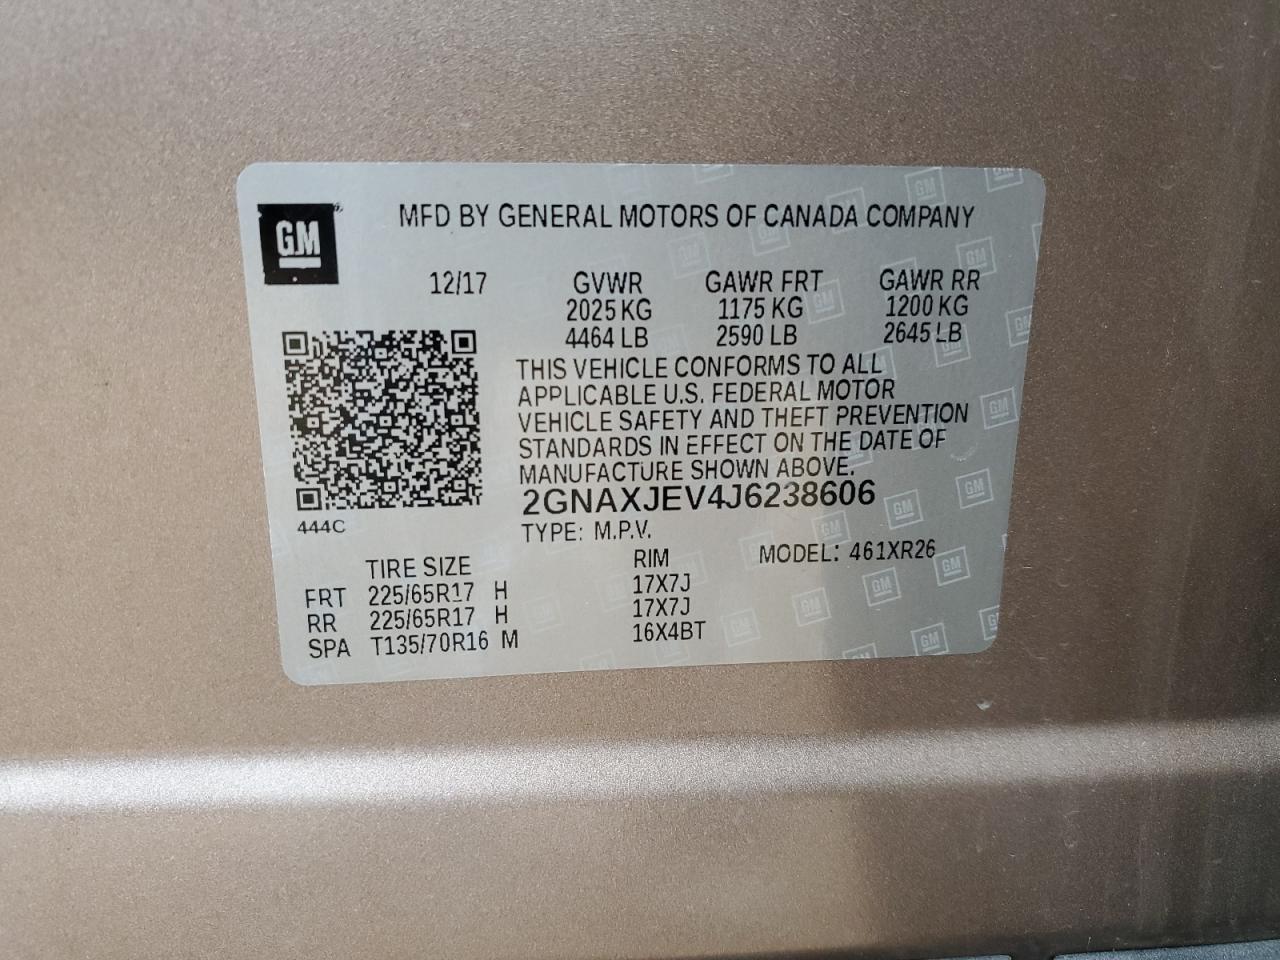 GM
MFD BY GENERAL MOTORS OF CANADA COMPANY
12/17 GVWR GAWR FRT GAWR RR
2025 KG 1175 KG 1200 KG
4464 LB 2590 LB 2645 LB
THIS VEHICLE CONFORMS TO ALL
APPLICABLE U.S. FEDERAL MOTOR
VEHICLE SAFETY AND THEFT PREVENTION
STANDARDS IN EFFECT ON THE DATE OF
MANUFACTURE SHOWN ABOVE.
2GNAXJEV4J6238606
444C
TYPE: M.P.V.
TIRE SIZE RIM MODEL: 461XR26
FRT 225/65R17 H 17X7J
RR 225/65R17 H 17X7J
SPA T135/70R16 M 16X4BT